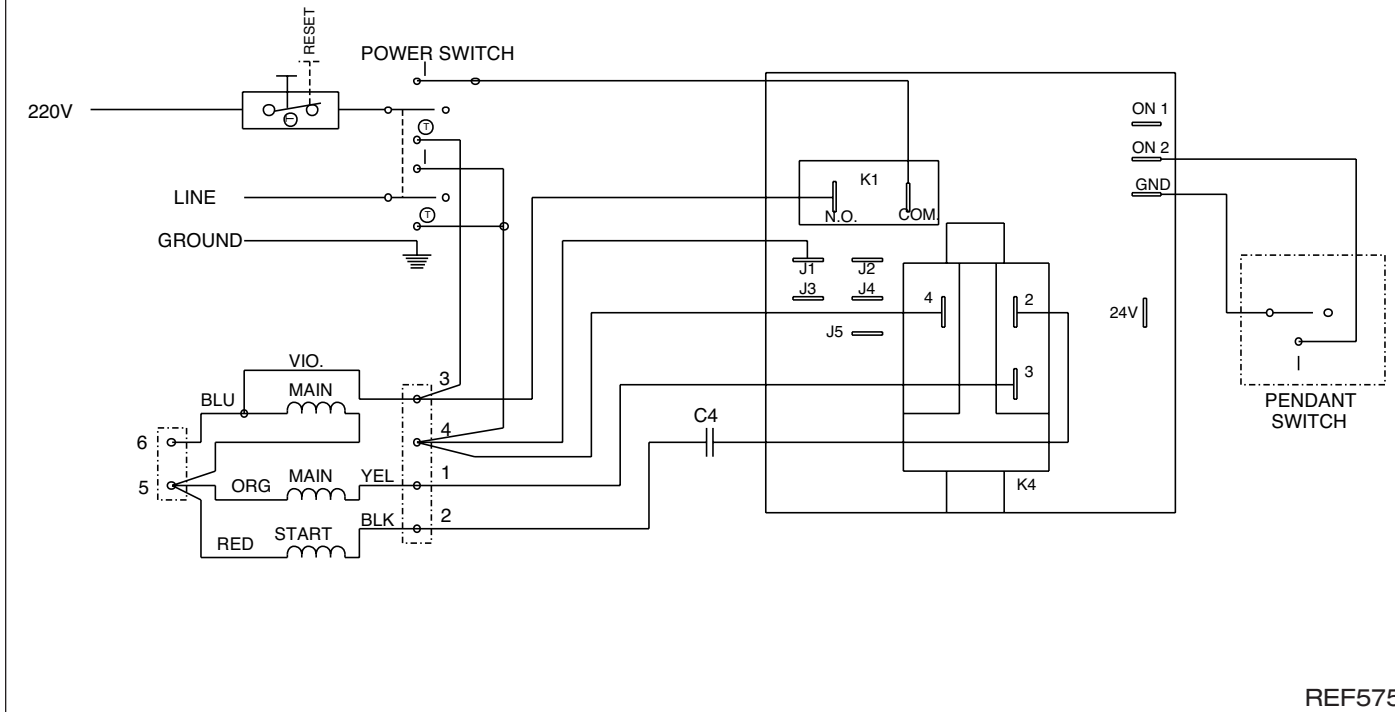 RESET
POWER SWITCH
I
220V
T
I
LINE
T
GROUND
ON 1
ON 2
GND
K1
N.O.
COM.
J1
J2
J3
J4
J5
4
2
3
24V
I
PENDANT
SWITCH
VIO.
BLU
MAIN
3
6
4
C4
5
ORG
MAIN
YEL
1
K4
RED
START
BLK
2
REF575